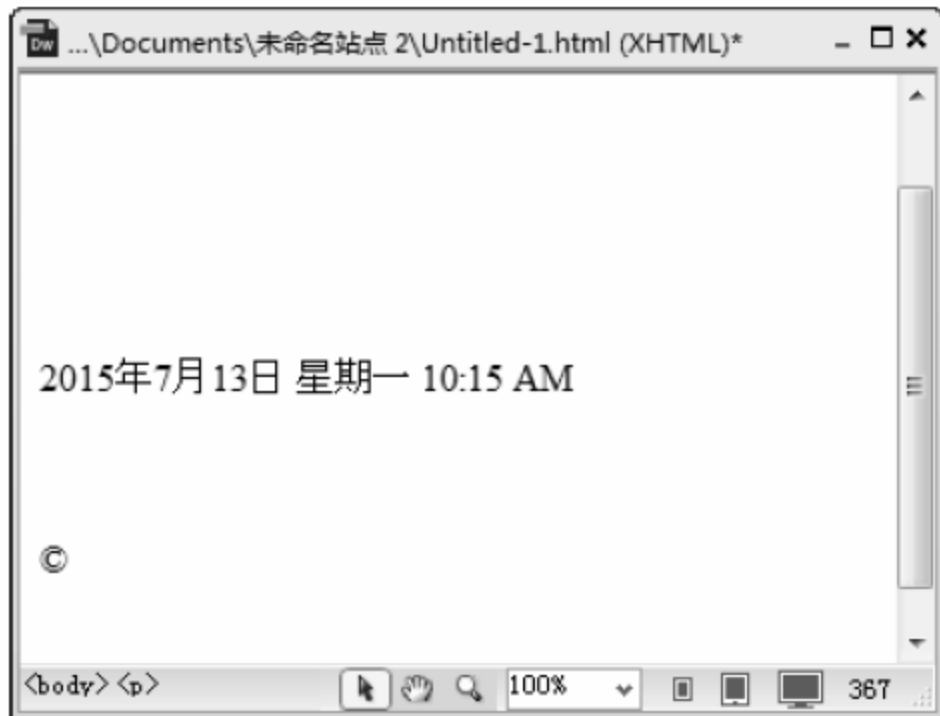 Dw ...\Documents\未命名站点 2\Untitled-1.html (XHTML)*
2015年7月13日 星期一 10:15 AM
©
<body> <p> 100% 367